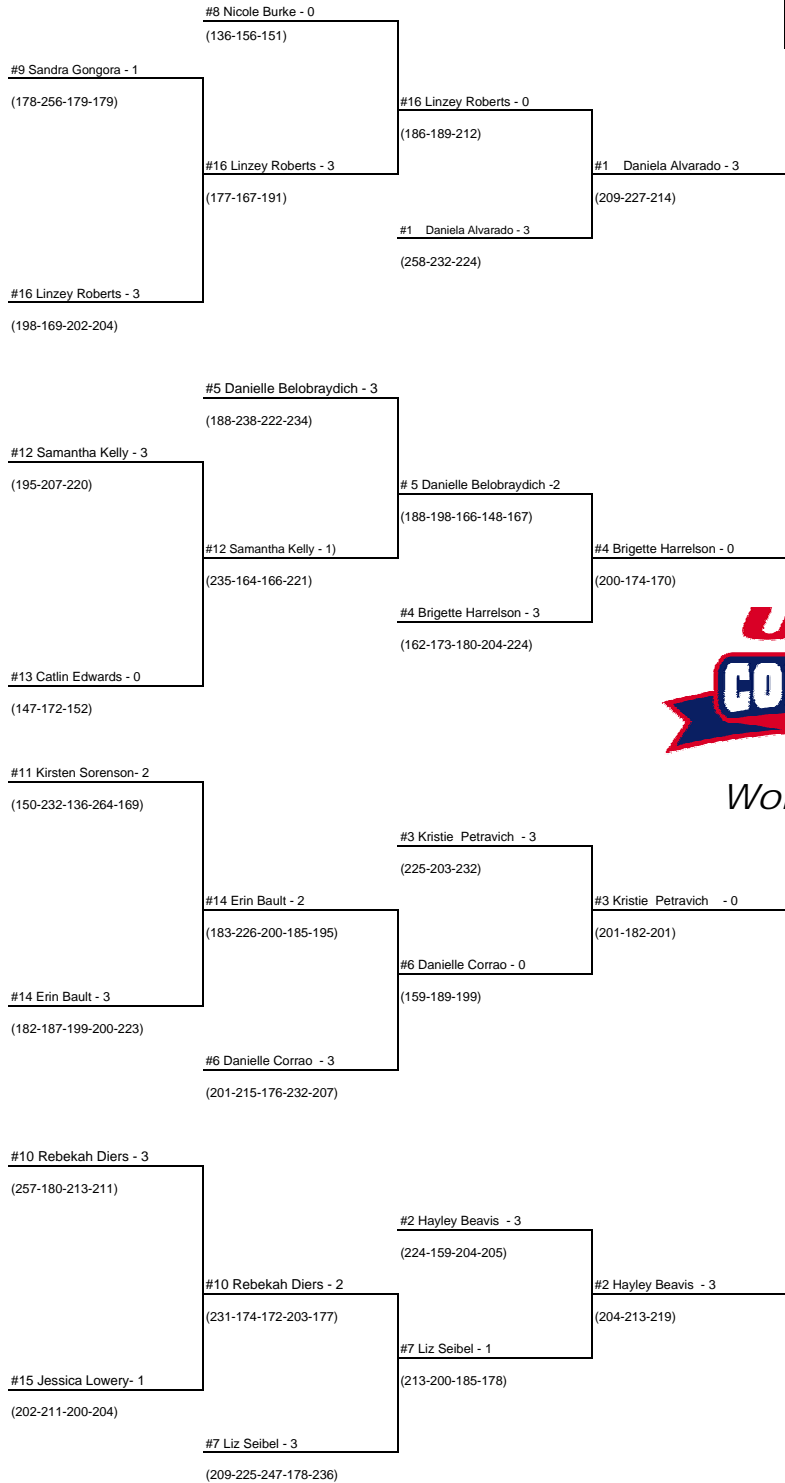 #8 Nicole Burke - 0
(136-156-151)
#9 Sandra Gongora - 1
(178-256-179-179)
#16 Linzey Roberts - 0
(186-189-212)
#16 Linzey Roberts - 3
(177-167-191)
#1 Daniela Alvarado - 3
(209-227-214)
#1 Daniela Alvarado - 3
(258-232-224)
#16 Linzey Roberts - 3
(198-169-202-204)
#5 Danielle Belobraydich - 3
(188-238-222-234)
#12 Samantha Kelly - 3
(195-207-220)
# 5 Danielle Belobraydich -2
(188-198-166-148-167)
#12 Samantha Kelly - 1)
(235-164-166-221)
#4 Brigette Harrelson - 0
(200-174-170)
#4 Brigette Harrelson - 3
(162-173-180-204-224)
#13 Catlin Edwards - 0
(147-172-152)
CO
#11 Kirsten Sorenson- 2
(150-232-136-264-169)
Wo
#3 Kristie Petravich - 3
(225-203-232)
#14 Erin Bault - 2
(183-226-200-185-195)
#3 Kristie Petravich - 0
(201-182-201)
#6 Danielle Corrao - 0
(159-189-199)
#14 Erin Bault - 3
(182-187-199-200-223)
#6 Danielle Corrao - 3
(201-215-176-232-207)
#10 Rebekah Diers - 3
(257-180-213-211)
#2 Hayley Beavis - 3
(224-159-204-205)
#10 Rebekah Diers - 2
(231-174-172-203-177)
#2 Hayley Beavis - 3
(204-213-219)
#7 Liz Seibel - 1
(213-200-185-178)
#15 Jessica Lowery- 1
(202-211-200-204)
#7 Liz Seibel - 3
(209-225-247-178-236)